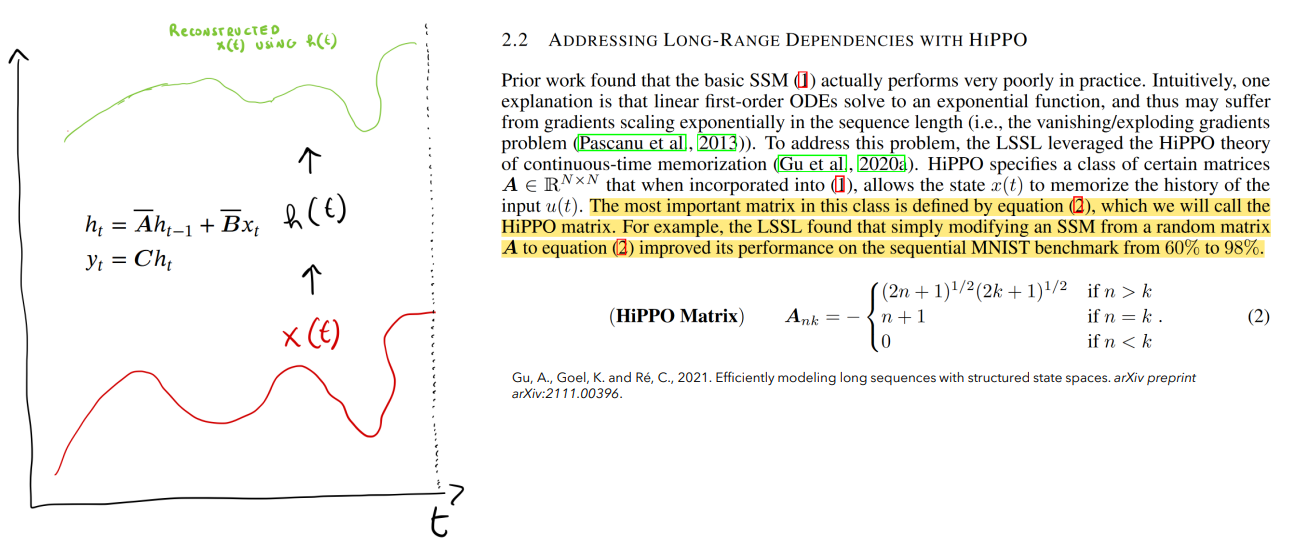 RECONSTRUCTED
x(t) USING h(t)
h(t)
h̄_t = A̅h_{t−1} + B̅x_t
y_t = Ch_t
x(t)
t
2.2 ADDRESSING LONG-RANGE DEPENDENCIES WITH HIPPO
Prior work found that the basic SSM (1) actually performs very poorly in practice. Intuitively, one
explanation is that linear first-order ODEs solve to an exponential function, and thus may suffer
from gradients scaling exponentially in the sequence length (i.e., the vanishing/exploding gradients
problem (Pascanu et al., 2013)). To address this problem, the LSSL leveraged the HiPPO theory
of continuous-time memorization (Gu et al., 2020a). HiPPO specifies a class of certain matrices
A ∈ ℝ^{N×N} that when incorporated into (1), allows the state x(t) to memorize the history of the
input u(t). The most important matrix in this class is defined by equation (2), which we will call the
HiPPO matrix. For example, the LSSL found that simply modifying an SSM from a random matrix
A to equation (2) improved its performance on the sequential MNIST benchmark from 60% to 98%.
(HiPPO Matrix) A_{nk} = − { (2n + 1)^{1/2}(2k + 1)^{1/2} if n > k
n + 1 if n = k .
0 if n < k
(2)
Gu, A., Goel, K. and Ré, C., 2021. Efficiently modeling long sequences with structured state spaces. arXiv preprint
arXiv:2111.00396.